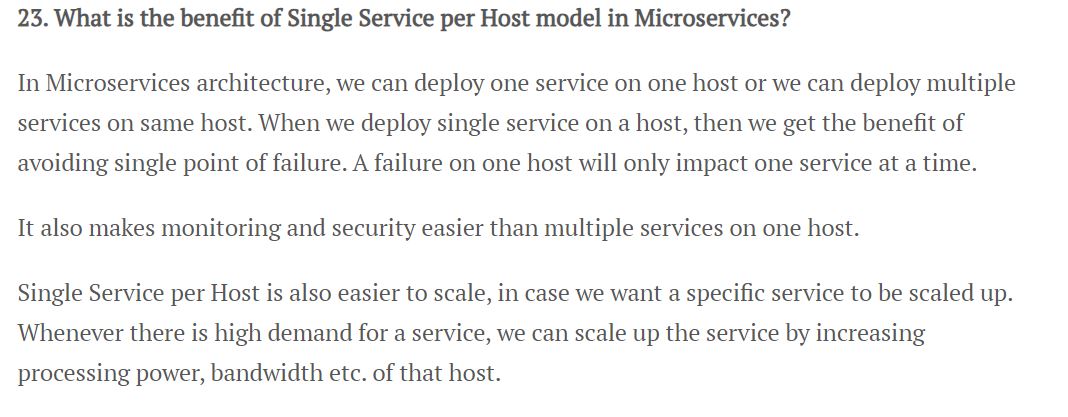 23. What is the benefit of Single Service per Host model in Microservices?
In Microservices architecture, we can deploy one service on one host or we can deploy multiple
services on same host. When we deploy single service on a host, then we get the benefit of
avoiding single point of failure. A failure on one host will only impact one service at a time.
It also makes monitoring and security easier than multiple services on one host.
Single Service per Host is also easier to scale, in case we want a specific service to be scaled up.
Whenever there is high demand for a service, we can scale up the service by increasing
processing power, bandwidth etc. of that host.